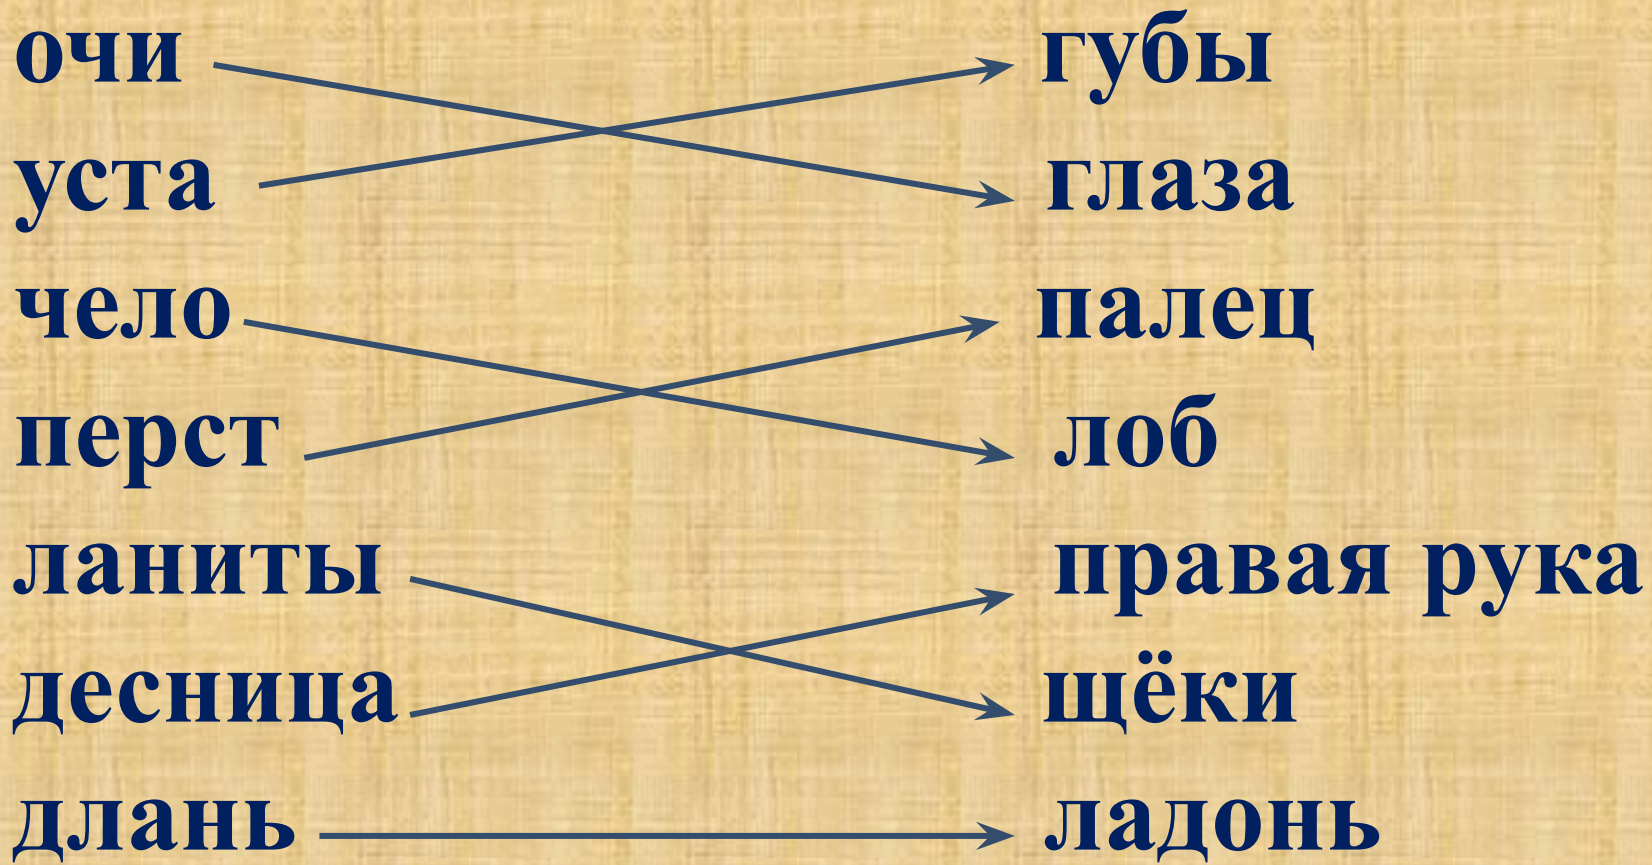 очи губы
уста глаза
чело палец
перст лоб
ланиты правая рука
десница щёки
длань ладонь